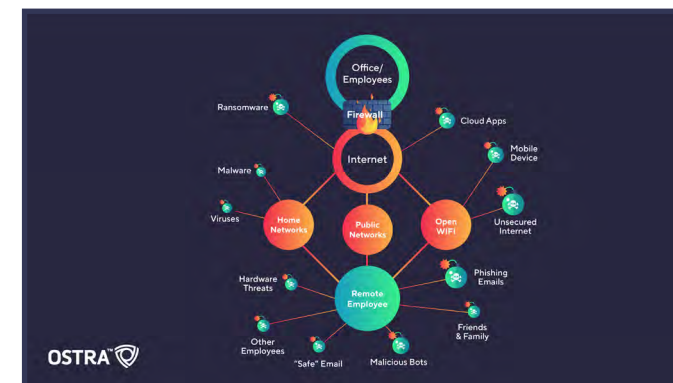 Office/
Employees
Ransomware
Firewall
Cloud Apps
Internet
Mobile
Device
Malware
Viruses
Home
Networks
Public
Networks
Open
WIFI
Unsecured
Internet
Hardware
Threats
Remote
Employee
Phishing
Emails
Other
Employees
"Safe" Email
Malicious Bots
Friends
& Family
OSTRA™